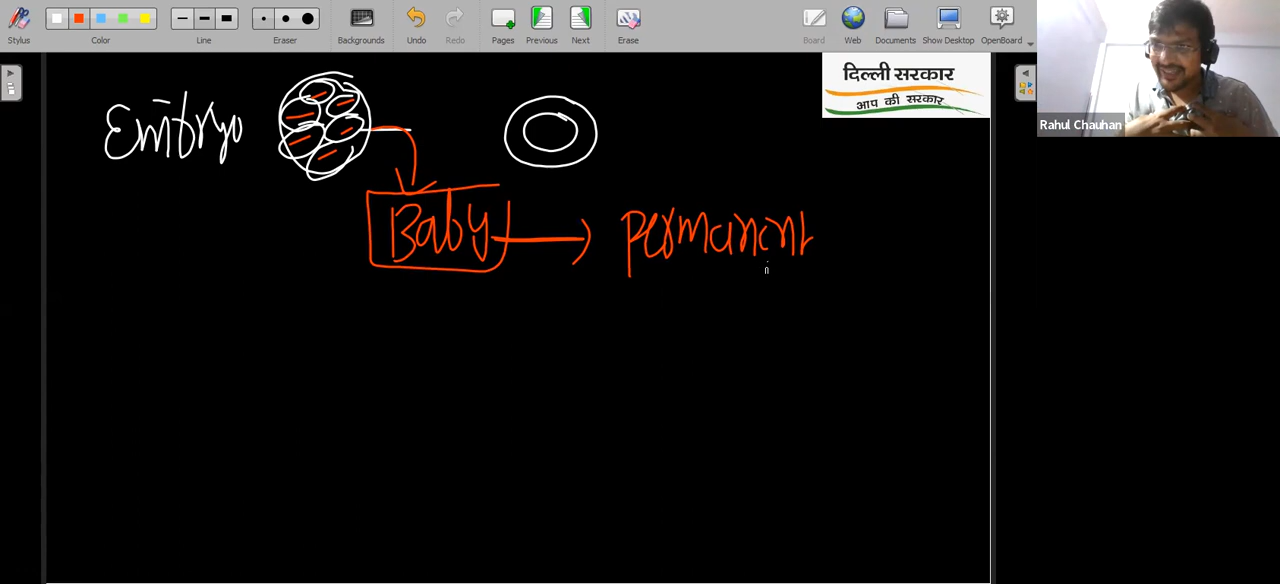 Stylus
Color
Line
Eraser
Backgrounds
Undo
Redo
Pages
Previous
Next
Erase
Board
Web
Documents
Show Desktop
OpenBoard
Rahul Chauhan
दिल्ली सरकार
आप की सरकार
Embryo
Baby
permanent